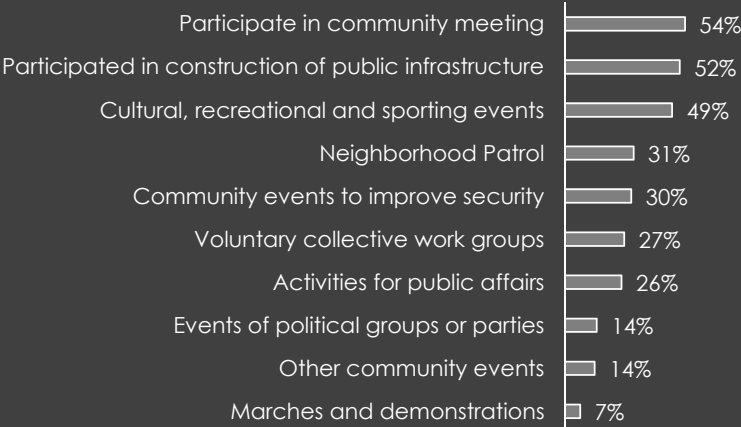 Participate in community meeting 54%
Participated in construction of public infrastructure 52%
Cultural, recreational and sporting events 49%
Neighborhood Patrol 31%
Community events to improve security 30%
Voluntary collective work groups 27%
Activities for public affairs 26%
Events of political groups or parties 14%
Other community events 14%
Marches and demonstrations 7%